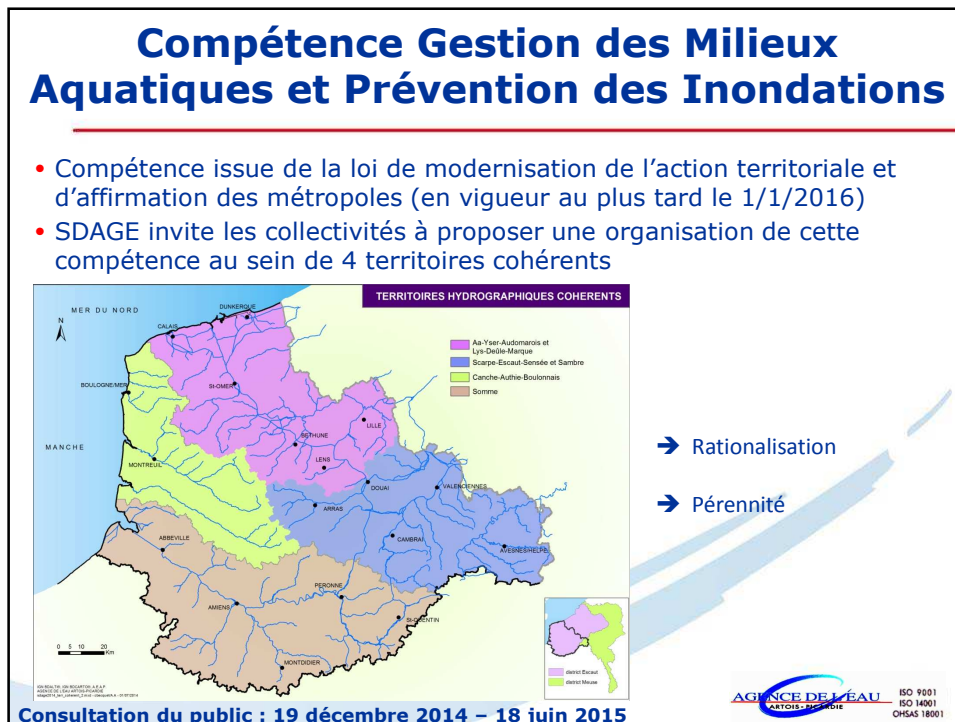 Compétence Gestion des Milieux
Aquatiques et Prévention des Inondations
• Compétence issue de la loi de modernisation de l’action territoriale et
d’affirmation des métropoles (en vigueur au plus tard le 1/1/2016)
• SDAGE invite les collectivités à proposer une organisation de cette
compétence au sein de 4 territoires cohérents
TERRITOIRES HYDROGRAPHIQUES COHERENTS
MER DU NORD
DUNKERQUE
N
CALAIS
Aa-Yser-Audomarois et
Lys-Deûle-Marque
Scarpe-Escaut-Sensée et Sambre
Canche-Authie-Boulonnais
Somme
BOULOGNE/MER
ST-OMER
LILLE
BETHUNE
MANCHE
LENS
MONTREUIL
DOUAI
VALENCIENNES
ARRAS
CAMBRAI
ABBEVILLE
AVESNES/HELPE
PERONNE
AMIENS
ST-QUENTIN
MONTDIDIER
0 5 10 20
Km
district Escaut
district Meuse
AGENCE DE L'EAU ARTOIS-PICARDIE
➔ Rationalisation
➔ Pérennité
Consultation du public : 19 décembre 2014 – 18 juin 2015
AGENCE DE L'EAU
ARTOIS - PICARDIE
ISO 9001
ISO 14001
OHSAS 18001